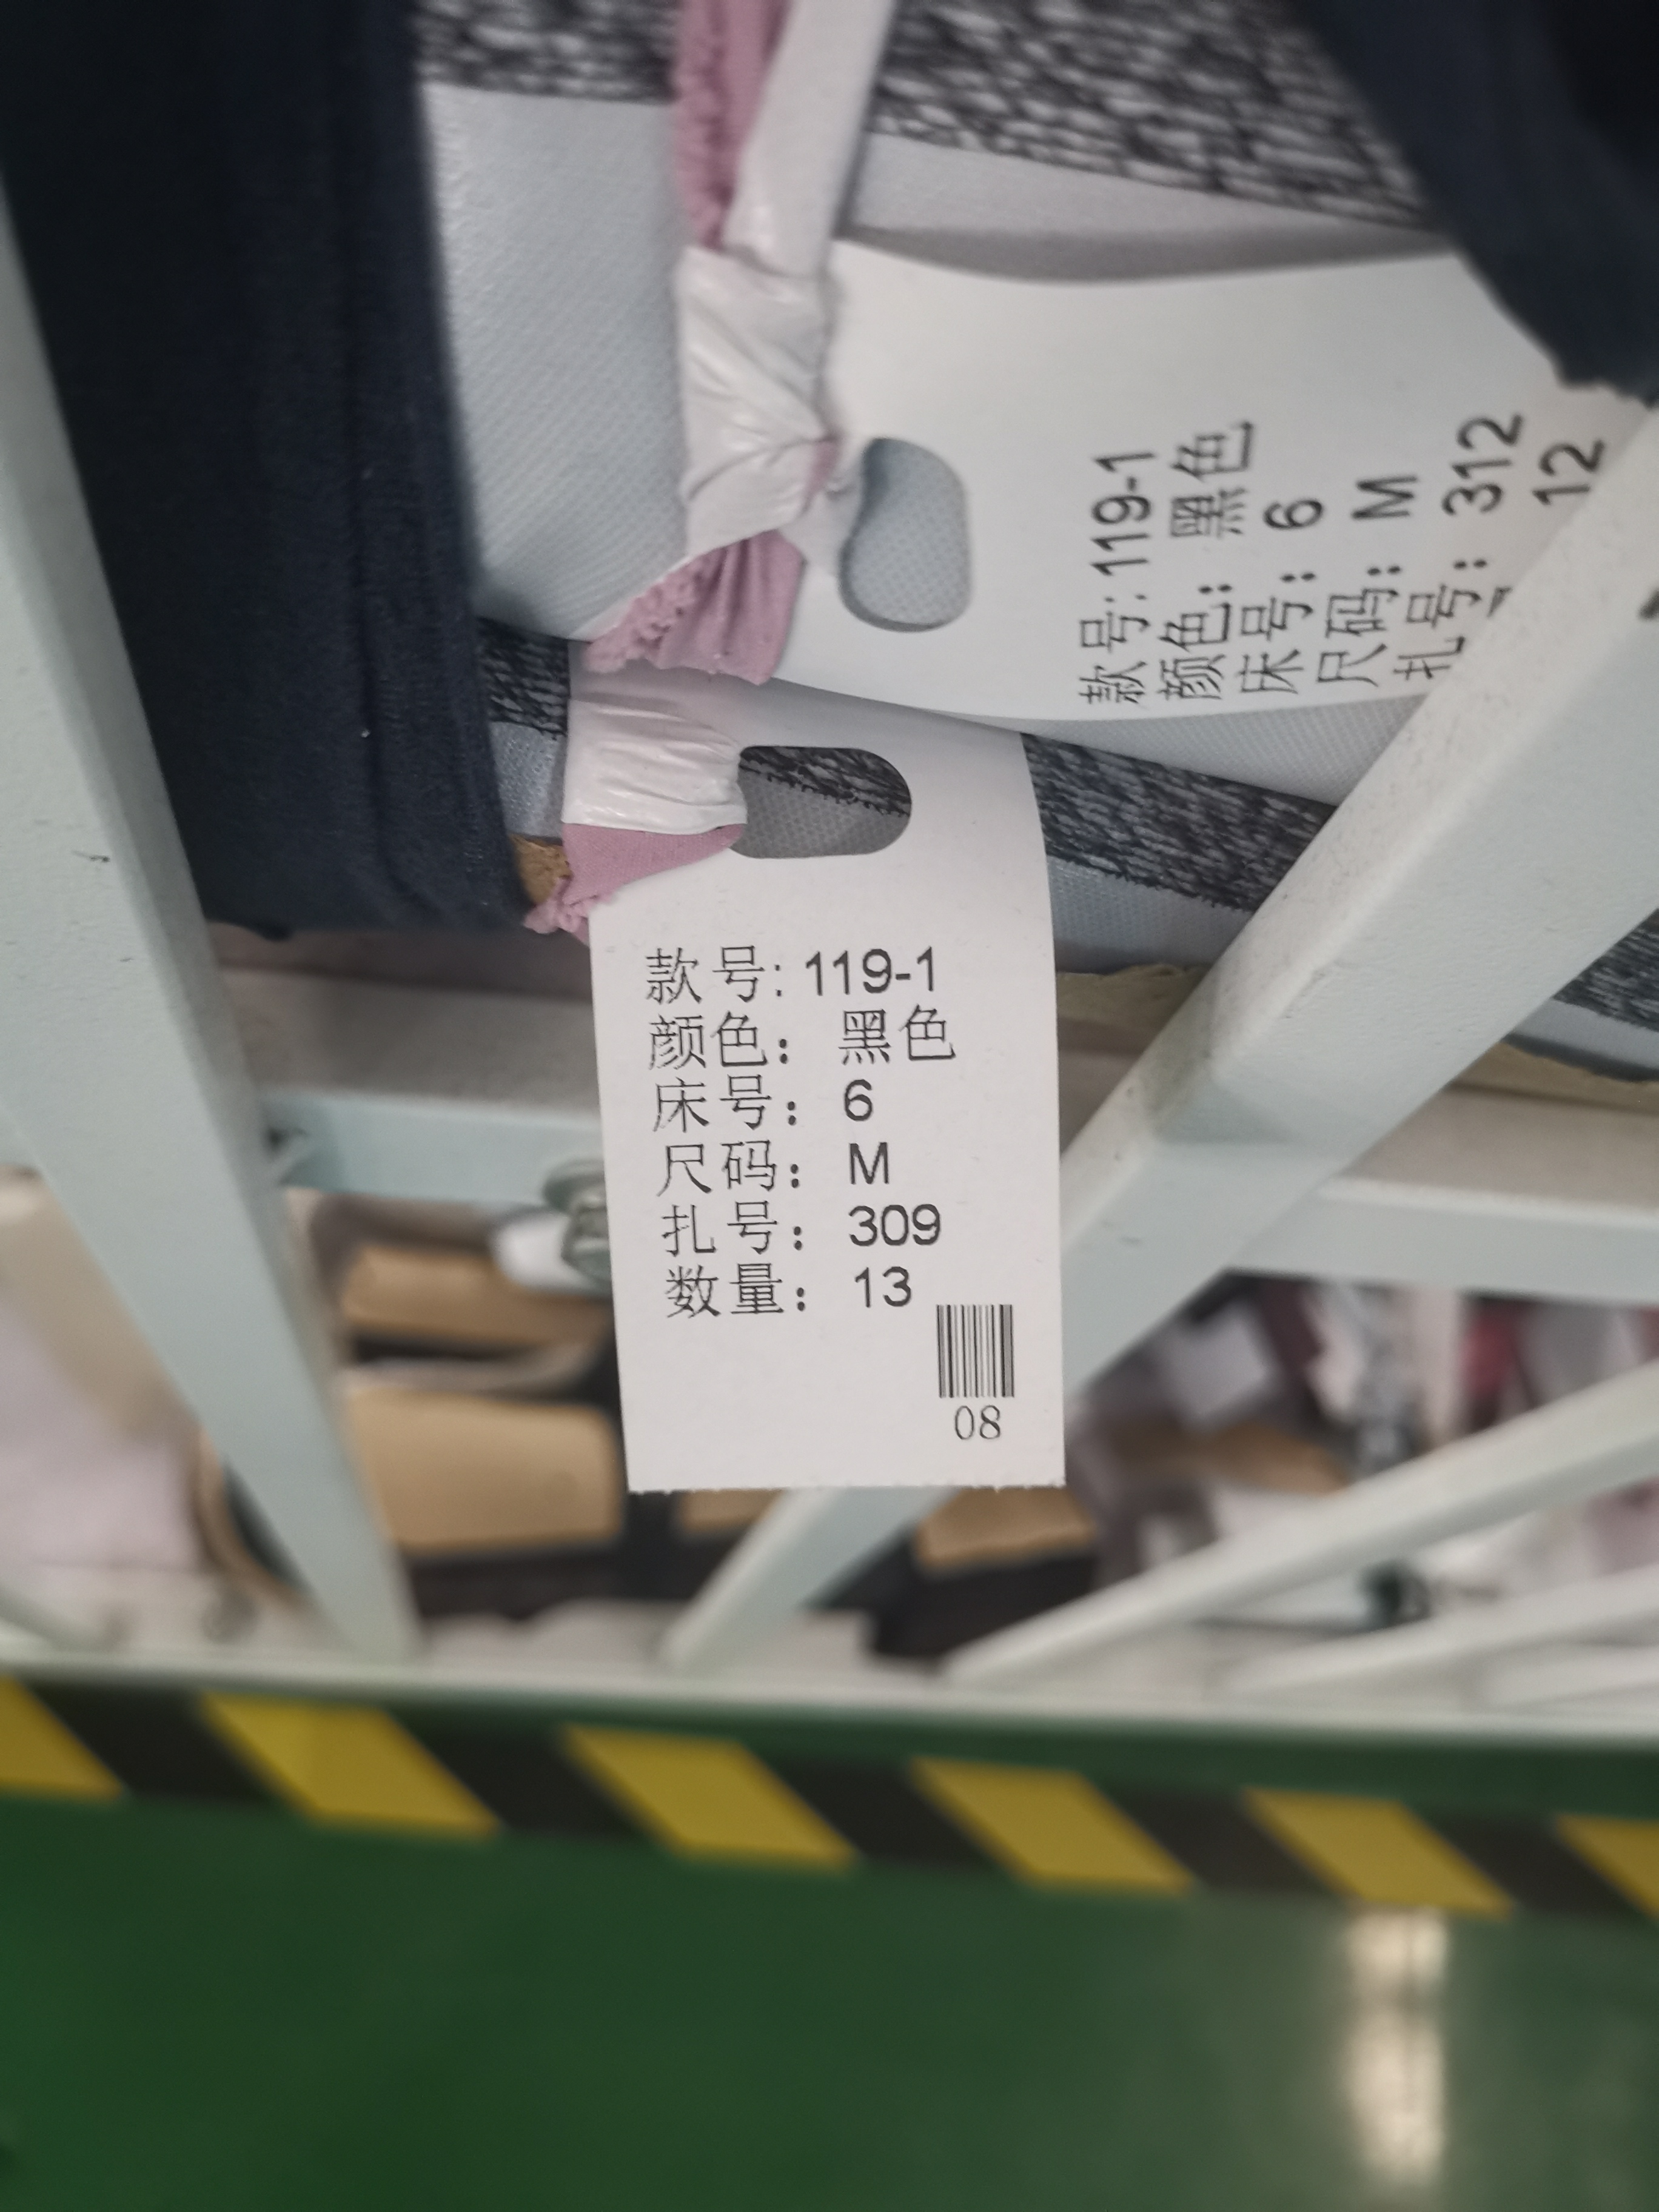 款号: 119-1
颜色： 黑色
床号： 6
尺码： M
扎号： 312
12
款号: 119-1
颜色： 黑色
床号： 6
尺码： M
扎号： 309
数量： 13
08